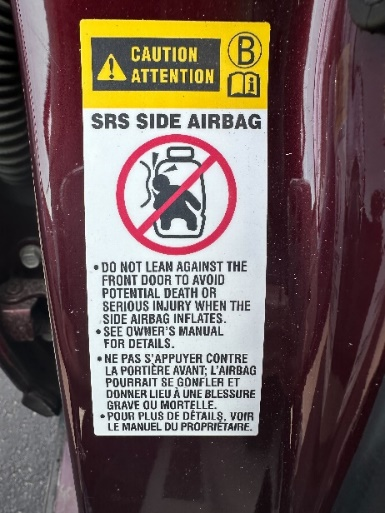 CAUTION
ATTENTION
B
SRS SIDE AIRBAG
• DO NOT LEAN AGAINST THE
FRONT DOOR TO AVOID
POTENTIAL DEATH OR
SERIOUS INJURY WHEN THE
SIDE AIRBAG INFLATES.
• SEE OWNER'S MANUAL
FOR DETAILS.
• NE PAS S'APPUYER CONTRE
LA PORTIÈRE AVANT; L'AIRBAG
POURRAIT SE GONFLER ET
DONNER LIEU À UNE BLESSURE
GRAVE OU MORTELLE.
• POUR PLUS DE DÉTAILS, VOIR
LE MANUEL DU PROPRIÉTAIRE.